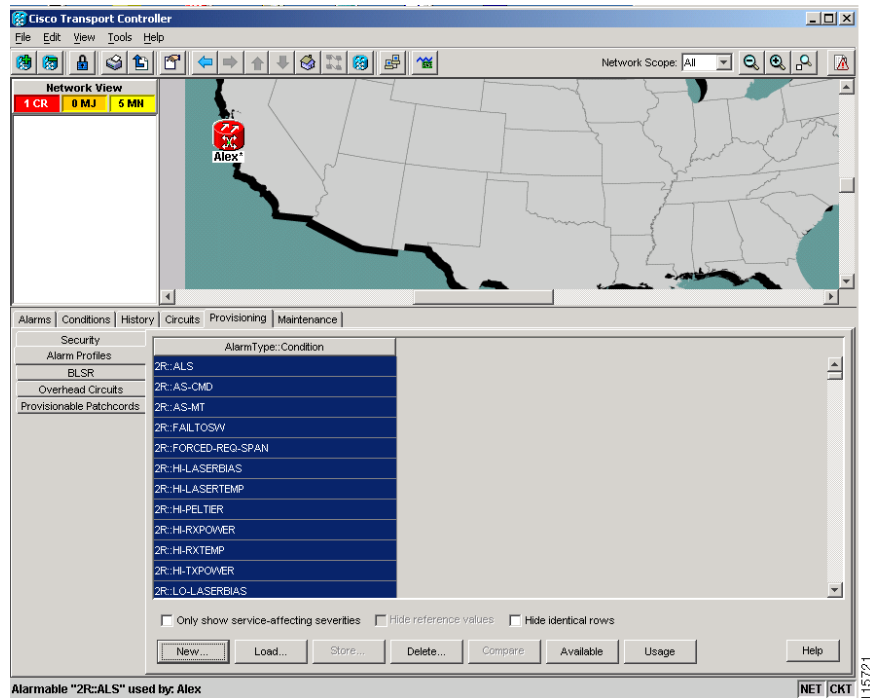 Cisco Transport Controller
File Edit View Tools Help
Network Scope: All
Network View
1 CR 0 MJ 5 MN
Alex*
Alarms Conditions History Circuits Provisioning Maintenance
Security
Alarm Profiles
BLSR
Overhead Circuits
Provisionable Patchcords
AlarmType::Condition
2R::ALS
2R::AS-CMD
2R::AS-MT
2R::FAILTOSW
2R::FORCED-REQ-SPAN
2R::HI-LASERBIAS
2R::HI-LASERTEMP
2R::HI-PELTIER
2R::HI-RXPOWER
2R::HI-RXTEMP
2R::HI-TXPOWER
2R::LO-LASERBIAS
Only show service-affecting severities Hide reference values Hide identical rows
New... Load... Store... Delete... Compare Available Usage Help
Alarmable "2R::ALS" used by: Alex NET CKT
115721